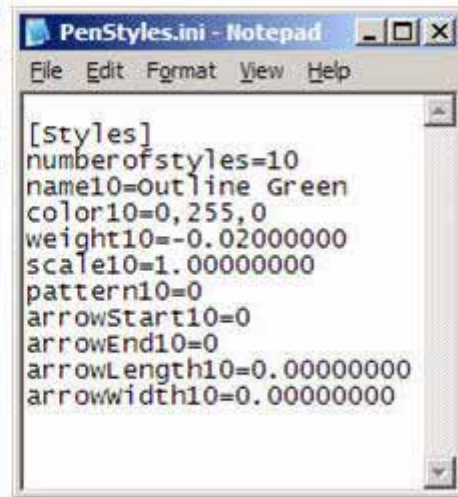 PenStyles.ini - Notepad
File Edit Format View Help
[Styles]
numberofstyles=10
name10=Outline Green
color10=0,255,0
weight10=-0.02000000
scale10=1.00000000
pattern10=0
arrowStart10=0
arrowEnd10=0
arrowLength10=0.00000000
arrowWidth10=0.00000000